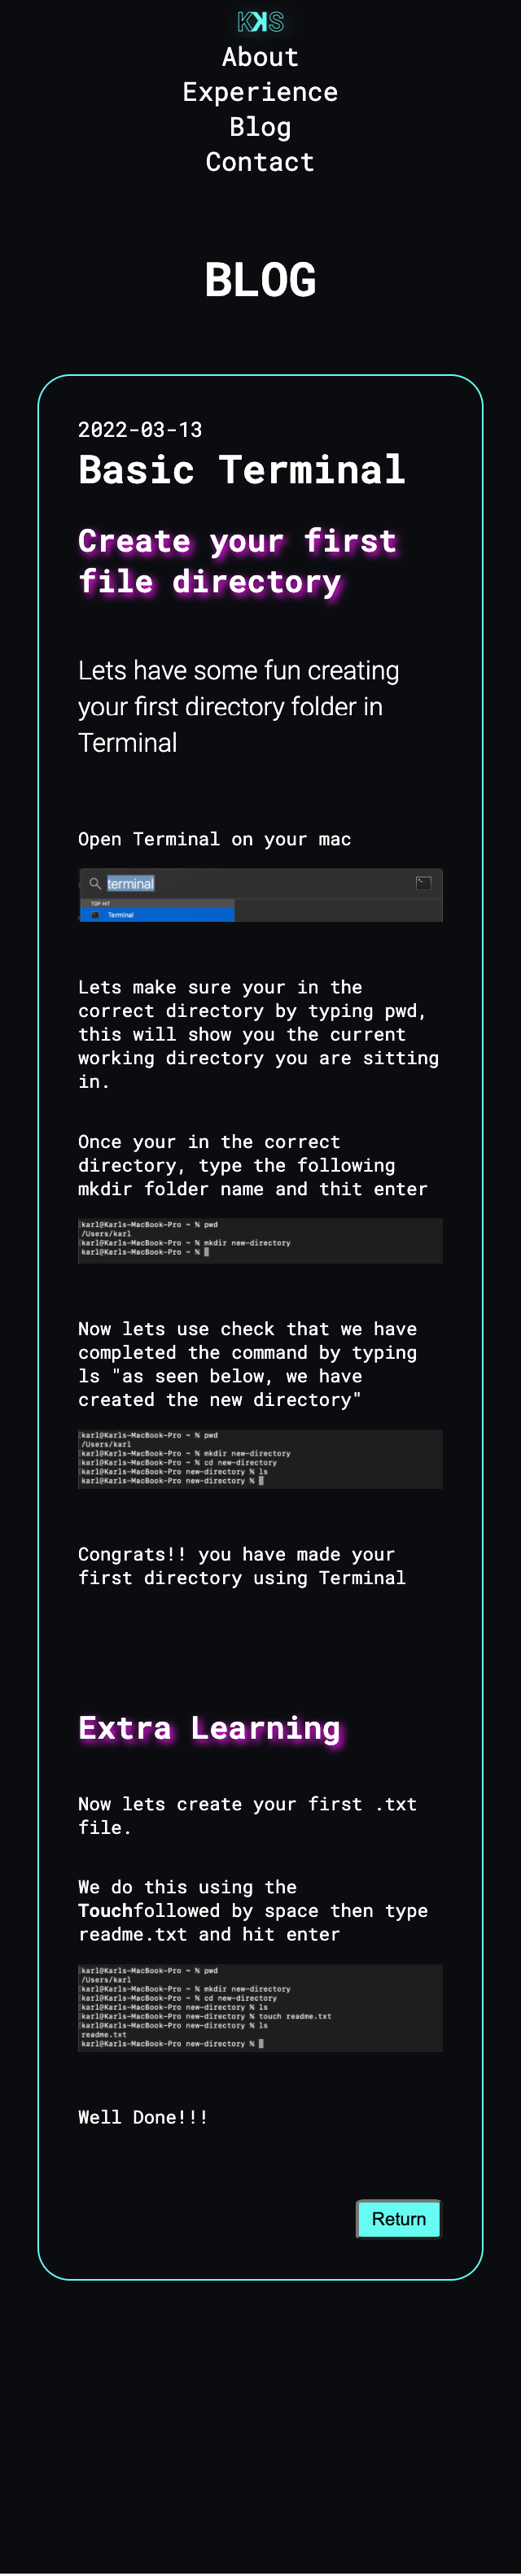 KKS
About
Experience
Blog
Contact
BLOG
2022-03-13
Basic Terminal
Create your first
file directory
Lets have some fun creating
your first directory folder in
Terminal
Open Terminal on your mac
terminal
TOP HIT
Terminal
Lets make sure your in the
correct directory by typing pwd,
this will show you the current
working directory you are sitting
in.
Once your in the correct
directory, type the following
mkdir folder name and thit enter
karl@Karls-MacBook-Pro ~ % pwd
/Users/karl
karl@Karls-MacBook-Pro ~ % mkdir new-directory
karl@Karls-MacBook-Pro ~ %
Now lets use check that we have
completed the command by typing
ls "as seen below, we have
created the new directory"
karl@Karls-MacBook-Pro ~ % pwd
/Users/karl
karl@Karls-MacBook-Pro ~ % mkdir new-directory
karl@Karls-MacBook-Pro ~ % cd new-directory
karl@Karls-MacBook-Pro new-directory % ls
karl@Karls-MacBook-Pro new-directory %
Congrats!! you have made your
first directory using Terminal
Extra Learning
Now lets create your first .txt
file.
We do this using the
Touchfollowed by space then type
readme.txt and hit enter
karl@Karls-MacBook-Pro ~ % pwd
/Users/karl
karl@Karls-MacBook-Pro ~ % mkdir new-directory
karl@Karls-MacBook-Pro ~ % cd new-directory
karl@Karls-MacBook-Pro new-directory % ls
karl@Karls-MacBook-Pro new-directory % touch readme.txt
karl@Karls-MacBook-Pro new-directory % ls
readme.txt
karl@Karls-MacBook-Pro new-directory %
Well Done!!!
Return